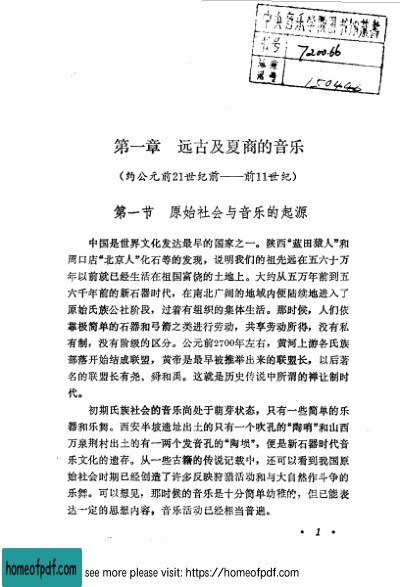 中央音乐学院图书馆藏书
书号
720066
总登
记号
150446
第一章 远古及夏商的音乐
（约公元前21世纪前——前11世纪）
第一节 原始社会与音乐的起源
中国是世界文化发达最早的国家之一。陕西“蓝田猿人”和
周口店“北京人”化石等的发现，说明我们的祖先远在五六十万
年以前就已经生活在祖国富饶的土地上。大约从五万年前到五
六千年前的新石器时代，在南北广阔的地域内便陆续地进入了
原始氏族公社阶段，过着有组织的集体生活。那时候，人们依
靠极简单的石器和弓箭之类进行劳动，共享劳动所得，没有私
有制，没有阶级的区分。公元前2700年左右，黄河上游各氏族
部落开始结成联盟，黄帝是最早被推举出来的联盟长，以后著
名的联盟长有尧、舜和禹。这就是历史传说中所谓的禅让制时
代。
初期氏族社会的音乐尚处于萌芽状态，只有一些简单的乐
器和乐舞。西安半坡遗址出土的只有一个吹孔的“陶哨”和山西
万泉荆村出土的有一两个发音孔的“陶埙”，便是新石器时代音
乐文化的遗存。从一些古籍的传说记载中，还可以看到我国原
始社会时期已经创造了许多反映狩猎活动和与大自然作斗争的
乐舞。可以想见，那时候的音乐是十分简单幼稚的，但已能表
达一定的思想内容，音乐活动已经相当普遍。
• 1 •
homeofpdf.com
see more please visit: https://homeofpdf.com